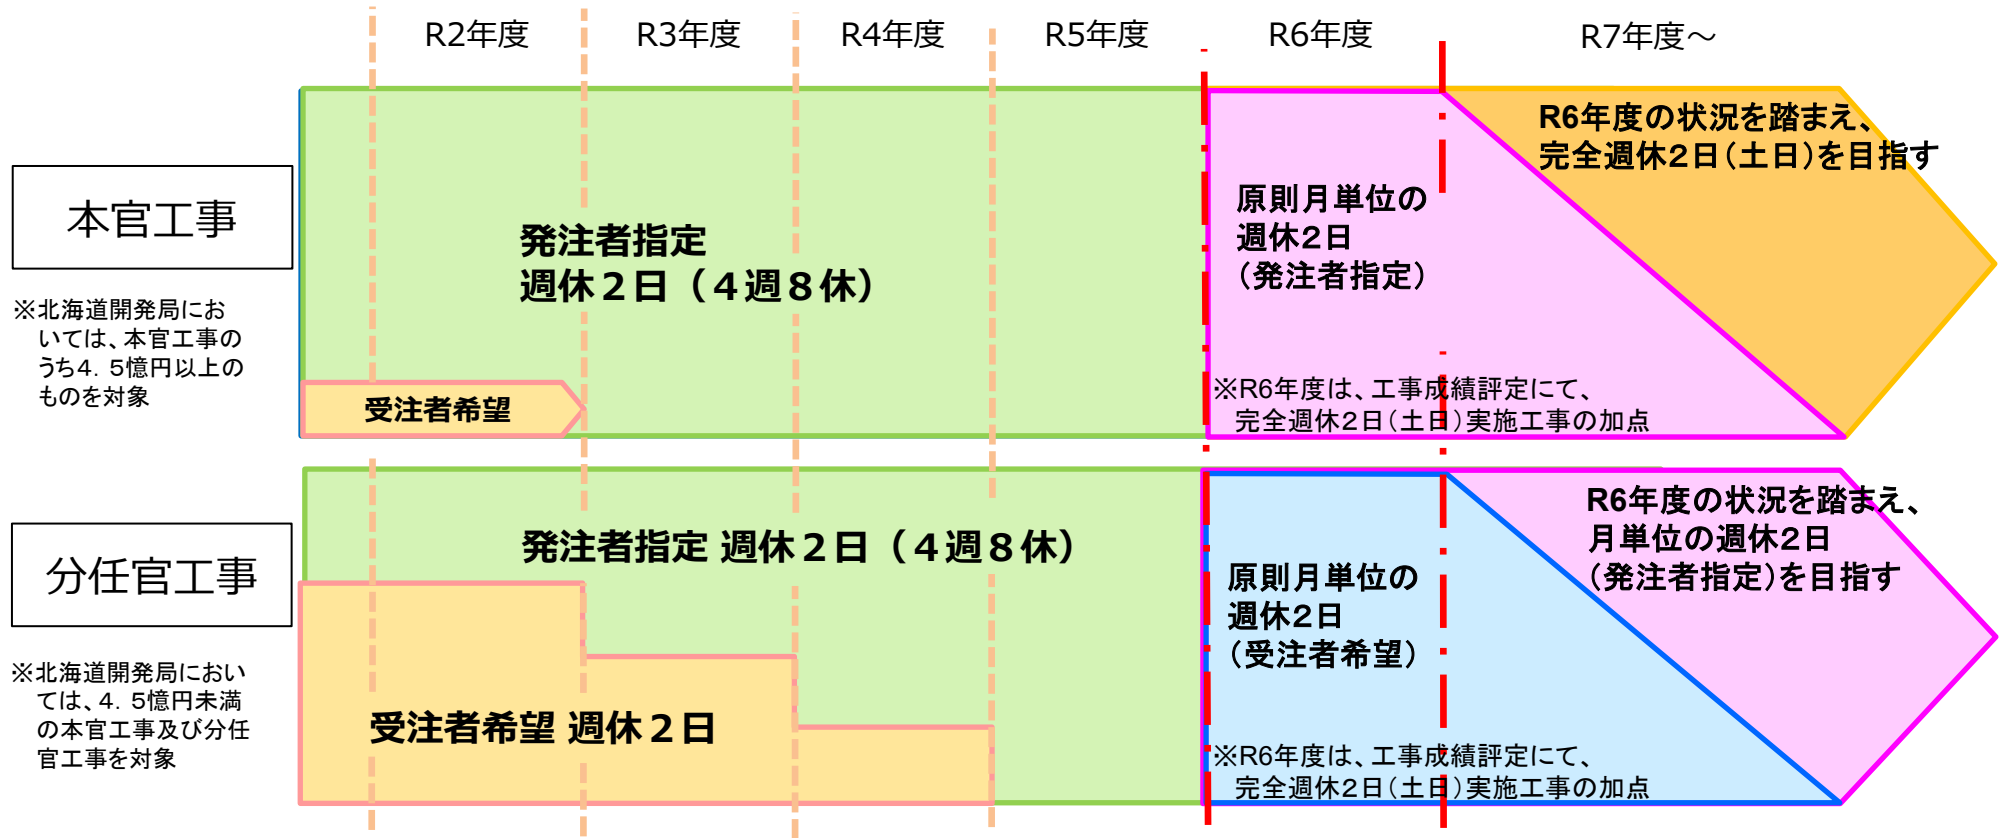 R2年度
R3年度
R4年度
R5年度
R6年度
R7年度～
本官工事
※北海道開発局にお
いては、本官工事の
うち4．5憶円以上の
ものを対象
発注者指定
週休２日（４週８休）
受注者希望
原則月単位の
週休２日
（発注者指定）
※R6年度は、工事成績評定にて、
完全週休２日（土日）実施工事の加点
R6年度の状況を踏まえ、
完全週休２日（土日）を目指す
分任官工事
※北海道開発局におい
ては、4．5憶円未満
の本官工事及び分任
官工事を対象
発注者指定 週休２日（４週８休）
受注者希望 週休２日
原則月単位の
週休２日
（受注者希望）
※R6年度は、工事成績評定にて、
完全週休２日（土日）実施工事の加点
R6年度の状況を踏まえ、
月単位の週休２日
（発注者指定）を目指す